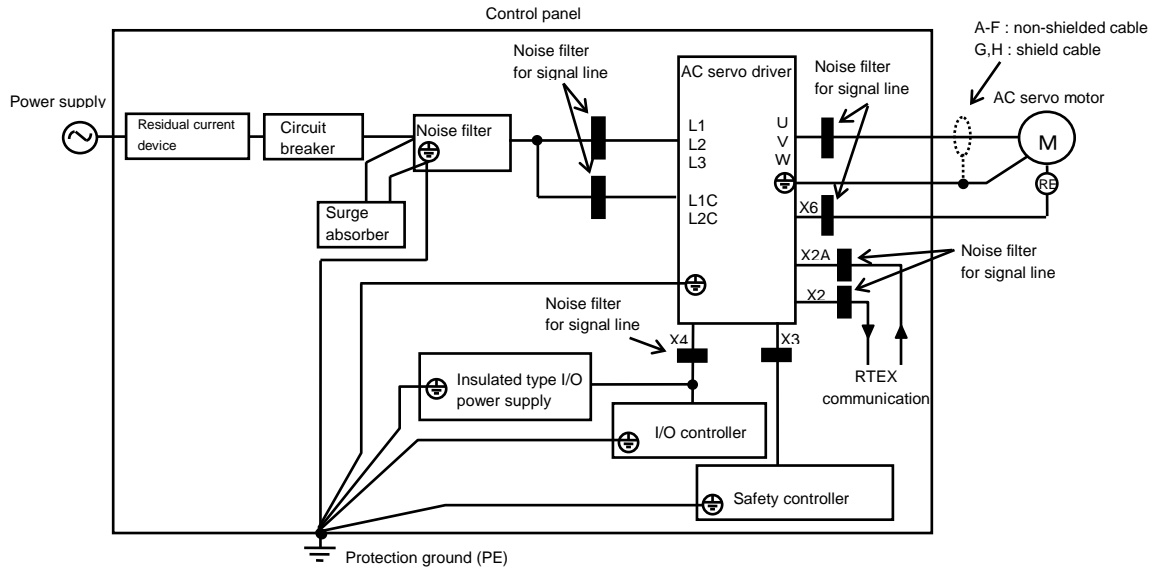 Control panel
A-F : non-shielded cable
G,H : shield cable
Noise filter
for signal line
AC servo driver
Noise filter
for signal line
Power supply
AC servo motor
Residual current
device
Circuit
breaker
Noise filter
L1
L2
L3
U
V
W
M
RE
L1C
L2C
X6
Surge
absorber
X2A
X2
Noise filter
for signal line
Noise filter
for signal line
X4
X3
RTEX
communication
Insulated type I/O
power supply
I/O controller
Safety controller
Protection ground (PE)